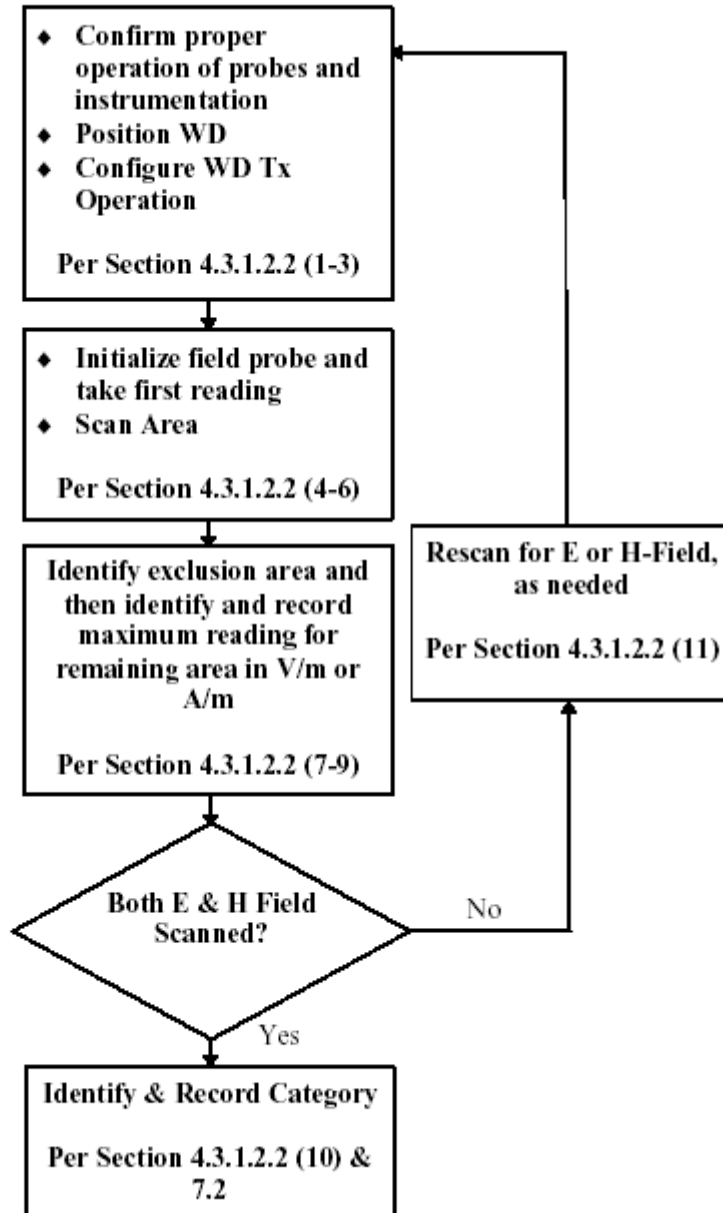 ◆ Confirm proper
operation of probes and
instrumentation
◆ Position WD
◆ Configure WD Tx
Operation
Per Section 4.3.1.2.2 (1-3)
◆ Initialize field probe and
take first reading
◆ Scan Area
Per Section 4.3.1.2.2 (4-6)
Identify exclusion area and
then identify and record
maximum reading for
remaining area in V/m or
A/m
Per Section 4.3.1.2.2 (7-9)
Rescan for E or H-Field,
as needed
Per Section 4.3.1.2.2 (11)
Both E & H Field
Scanned?
No
Yes
Identify & Record Category
Per Section 4.3.1.2.2 (10) &
7.2